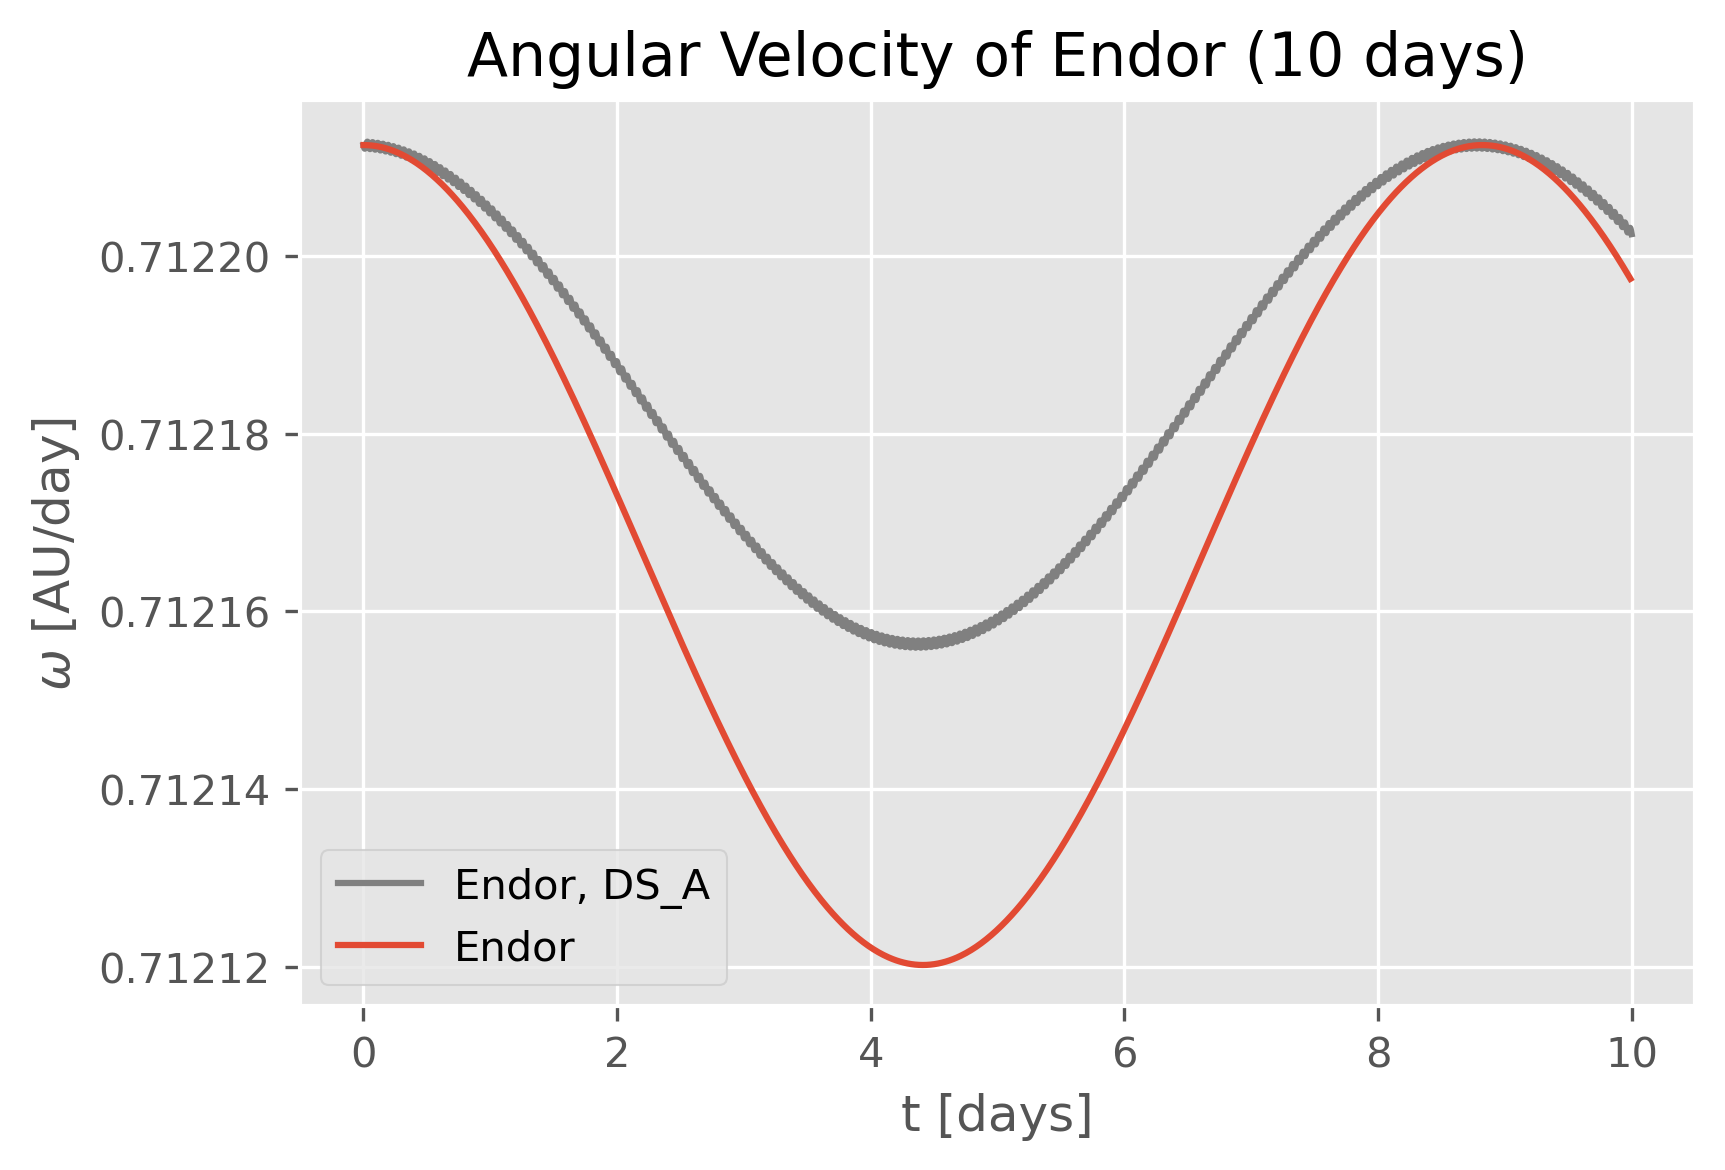 Angular Velocity of Endor (10 days)
0.71220
0.71218
0.71216
0.71214
0.71212
ω [AU/day]
Endor, DS_A
Endor
0 2 4 6 8 10
t [days]